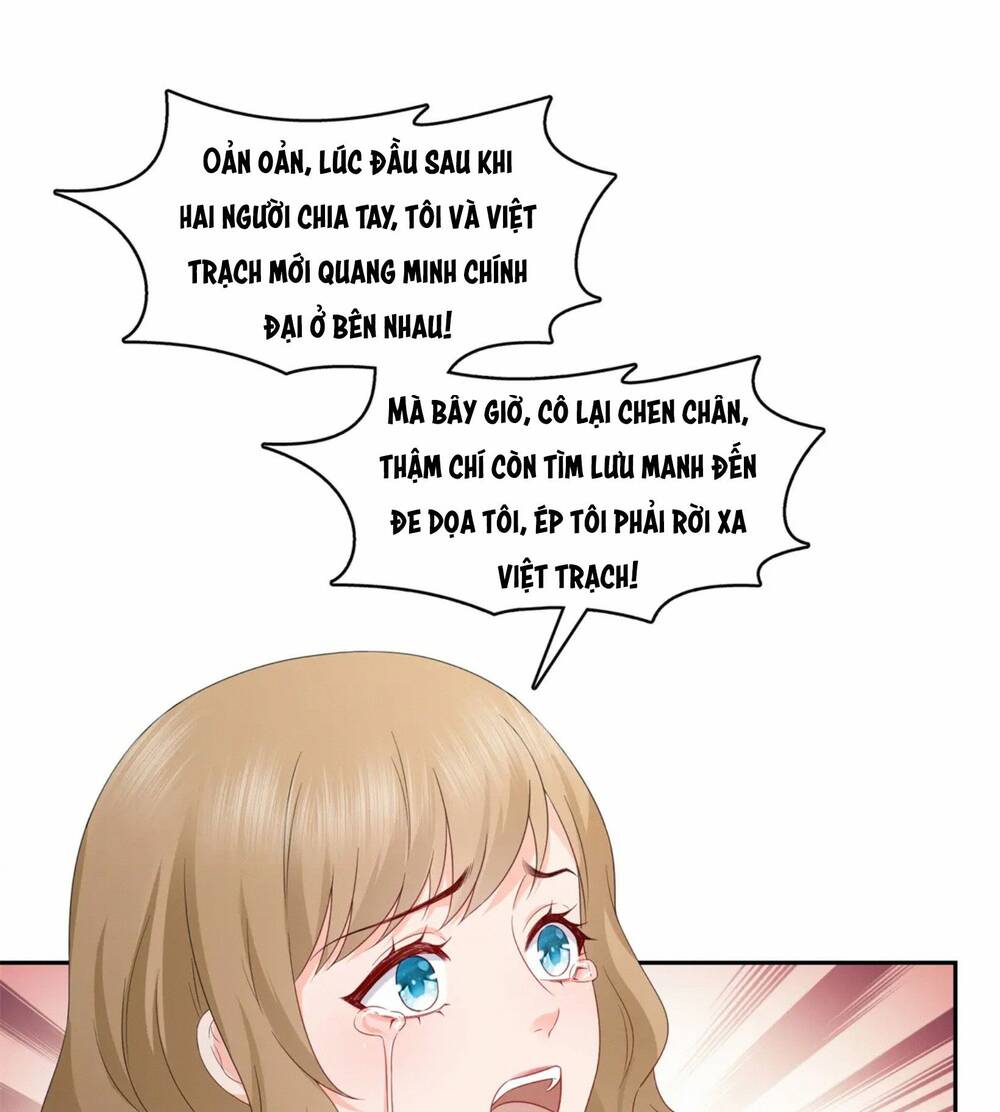 OẢN OẢN, LÚC ĐẦU SAU KHI
HAI NGƯỜI CHIA TAY, TÔI VÀ VIỆT
TRẠCH MỚI QUANG MINH CHÍNH
ĐẠI Ở BÊN NHAU!
MÀ BÂY GIỜ, CÔ LẠI CHEN CHÂN,
THẬM CHÍ CÒN TÌM LƯU MANH ĐẾN
ĐE DỌA TÔI, ÉP TÔI PHẢI RỜI XA
VIỆT TRẠCH!